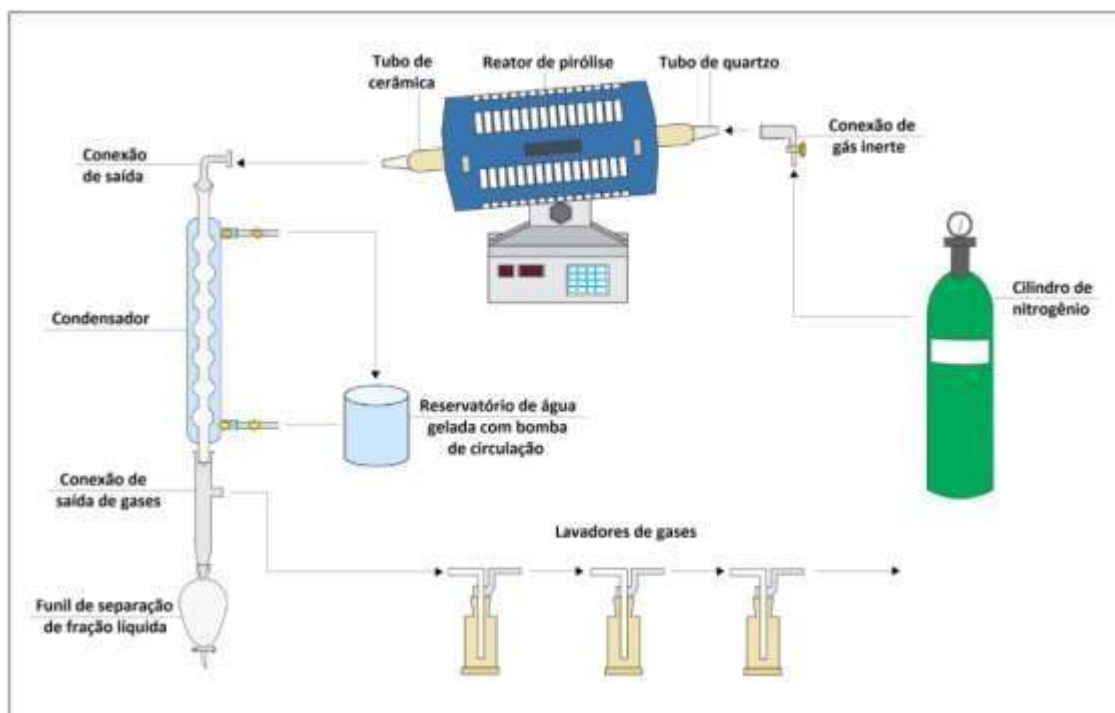 Tubo de
cerâmica
Reator de pirólise
Tubo de quartzo
Conexão de
gás inerte
Conexão
de saída
Cilindro de
nitrogênio
Condensador
Reservatório de água
gelada com bomba
de circulação
Conexão de
saída de gases
Lavadores de gases
Funil de separação
de fração líquida